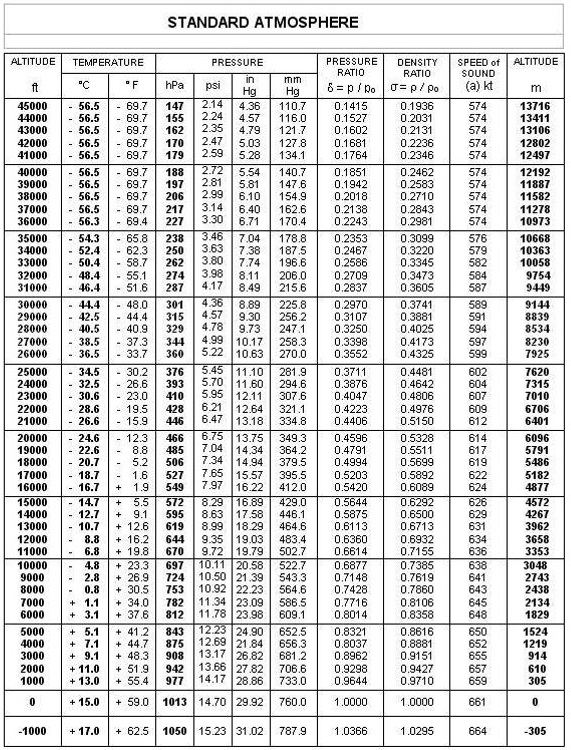 STANDARD ATMOSPHERE
ALTITUDE TEMPERATURE PRESSURE PRESSURE RATIO DENSITY RATIO SPEED of SOUND ALTITUDE
ft °C °F hPa psi in Hg mm Hg δ = p / po σ = ρ / ρo (a) kt m
45000 - 56.5 - 69.7 147 2.14 4.36 110.7 0.1415 0.1936 574 13716
44000 - 56.5 - 69.7 155 2.24 4.57 116.0 0.1527 0.2031 574 13411
43000 - 56.5 - 69.7 162 2.35 4.79 121.7 0.1602 0.2131 574 13106
42000 - 56.5 - 69.7 170 2.47 5.03 127.8 0.1681 0.2236 574 12802
41000 - 56.5 - 69.7 179 2.59 5.28 134.1 0.1764 0.2346 574 12497
40000 - 56.5 - 69.7 188 2.72 5.54 140.7 0.1851 0.2462 574 12192
39000 - 56.5 - 69.7 197 2.81 5.81 147.6 0.1942 0.2583 574 11887
38000 - 56.5 - 69.7 206 2.99 6.10 154.9 0.2018 0.2710 574 11582
37000 - 56.5 - 69.7 217 3.14 6.40 162.6 0.2138 0.2843 574 11278
36000 - 56.3 - 69.4 227 3.30 6.71 170.4 0.2243 0.2981 574 10973
35000 - 54.3 - 65.8 238 3.46 7.04 178.8 0.2353 0.3099 576 10668
34000 - 52.4 - 62.3 250 3.63 7.38 187.5 0.2467 0.3220 579 10363
33000 - 50.4 - 58.7 262 3.80 7.74 196.6 0.2586 0.3345 582 10058
32000 - 48.4 - 55.1 274 3.98 8.11 206.0 0.2709 0.3473 584 9754
31000 - 46.4 - 51.6 287 4.17 8.49 215.6 0.2837 0.3605 587 9449
30000 - 44.4 - 48.0 301 4.36 8.89 225.8 0.2970 0.3741 589 9144
29000 - 42.5 - 44.4 315 4.57 9.30 256.2 0.3107 0.3881 591 8839
28000 - 40.5 - 40.9 329 4.78 9.73 247.1 0.3250 0.4025 594 8534
27000 - 38.5 - 37.3 344 4.99 10.17 258.3 0.3398 0.4173 597 8230
26000 - 36.5 - 33.7 360 5.22 10.63 270.0 0.3552 0.4325 599 7925
25000 - 34.5 - 30.2 376 5.45 11.10 281.9 0.3711 0.4481 602 7620
24000 - 32.5 - 26.6 393 5.70 11.60 294.6 0.3876 0.4642 604 7315
23000 - 30.6 - 23.0 410 5.95 12.11 307.6 0.4047 0.4806 607 7010
22000 - 28.6 - 19.5 428 6.21 12.64 321.1 0.4223 0.4976 609 6706
21000 - 26.6 - 15.9 446 6.47 13.18 334.8 0.4406 0.5150 612 6401
20000 - 24.6 - 12.3 466 6.75 13.75 349.3 0.4596 0.5328 614 6096
19000 - 22.6 - 8.8 485 7.04 14.34 364.2 0.4791 0.5511 617 5791
18000 - 20.7 - 5.2 506 7.34 14.94 379.5 0.4994 0.5699 619 5486
17000 - 18.7 - 1.6 527 7.65 15.57 395.5 0.5203 0.5892 622 5182
16000 - 16.7 + 1.9 549 7.97 16.22 412.0 0.5420 0.6089 624 4877
15000 - 14.7 + 5.5 572 8.29 16.89 429.0 0.5644 0.6292 626 4572
14000 - 12.7 + 9.1 595 8.63 17.58 446.1 0.5875 0.6500 629 4267
13000 - 10.7 + 12.6 619 8.99 18.29 464.6 0.6113 0.6713 631 3962
12000 - 8.8 + 16.2 644 9.35 19.03 483.4 0.6360 0.6932 634 3658
11000 - 6.8 + 19.8 670 9.72 19.79 502.7 0.6614 0.7155 636 3353
10000 - 4.8 + 23.3 697 10.11 20.58 522.7 0.6877 0.7385 638 3048
9000 - 2.8 + 26.9 724 10.50 21.39 543.3 0.7148 0.7619 641 2743
8000 - 0.8 + 30.5 753 10.92 22.23 564.6 0.7428 0.7860 643 2438
7000 + 1.1 + 34.0 782 11.34 23.09 586.5 0.7716 0.8106 645 2134
6000 + 3.1 + 37.6 812 11.78 23.98 609.1 0.8014 0.8358 648 1829
5000 + 5.1 + 41.2 843 12.23 24.90 652.5 0.8321 0.8616 650 1524
4000 + 7.1 + 44.7 875 12.69 21.84 656.3 0.8037 0.8881 652 1219
3000 + 9.1 + 48.3 908 13.17 26.82 681.2 0.8962 0.9151 655 914
2000 + 11.0 + 51.9 942 13.66 27.82 706.6 0.9298 0.9427 657 610
1000 + 13.0 + 55.4 977 14.17 28.86 733.0 0.9644 0.9710 659 305
0 + 15.0 + 59.0 1013 14.70 29.92 760.0 1.0000 1.0000 661 0
-1000 + 17.0 + 62.5 1050 15.23 31.02 787.9 1.0366 1.0295 664 -305